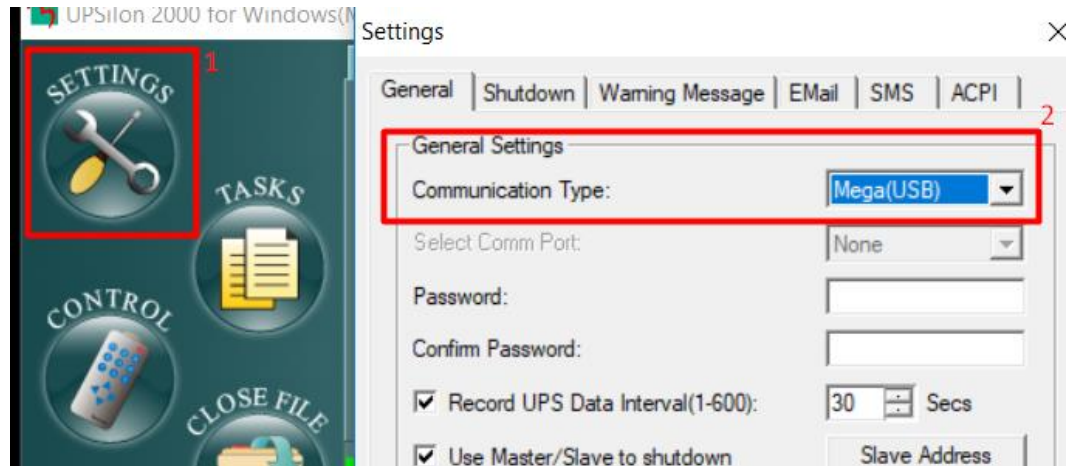 UPSilon 2000 for Windows(
1
SETTINGS
TASKS
CONTROL
CLOSE FILE
Settings
General
Shutdown
Warning Message
EMail
SMS
ACPI
2
General Settings
Communication Type:
Mega(USB)
Select Comm Port:
None
Password:
Confirm Password:
Record UPS Data Interval(1-600):
30
Secs
Use Master/Slave to shutdown
Slave Address